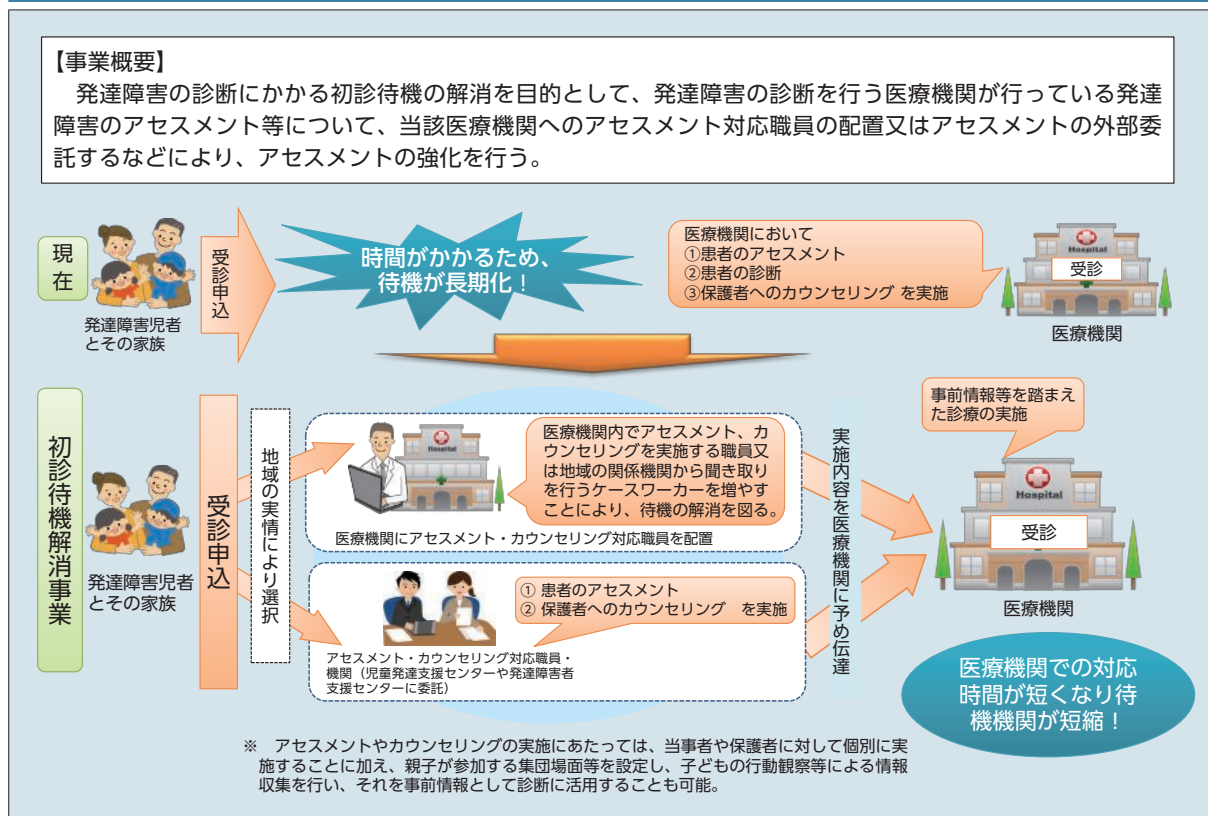 【事業概要】
発達障害の診断にかかる初診待機の解消を目的として、発達障害の診断を行う医療機関が行っている発達
障害のアセスメント等について、当該医療機関へのアセスメント対応職員の配置又はアセスメントの外部委
託するなどにより、アセスメントの強化を行う。
現在
発達障害児者
とその家族
受診申込
時間がかかるため、
待機が長期化！
医療機関において
①患者のアセスメント
②患者の診断
③保護者へのカウンセリング を実施
Hospital
受診
医療機関
初診待機解消事業
発達障害児者
とその家族
受診申込
地域の実情により選択
Hospital
医療機関内でアセスメント、カ
ウンセリングを実施する職員又
は地域の関係機関から聞き取り
を行うケースワーカーを増やす
ことにより、待機の解消を図る。
医療機関にアセスメント・カウンセリング対応職員を配置
① 患者のアセスメント
② 保護者へのカウンセリング　を実施
アセスメント・カウンセリング対応職員・
機関（児童発達支援センターや発達障害者
支援センターに委託）
実施内容を医療機関に予め伝達
事前情報等を踏まえ
た診療の実施
Hospital
受診
医療機関
医療機関での対応
時間が短くなり待
機機関が短縮！
※　アセスメントやカウンセリングの実施にあたっては、当事者や保護者に対して個別に実
施することに加え、親子が参加する集団場面等を設定し、子どもの行動観察等による情報
収集を行い、それを事前情報として診断に活用することも可能。